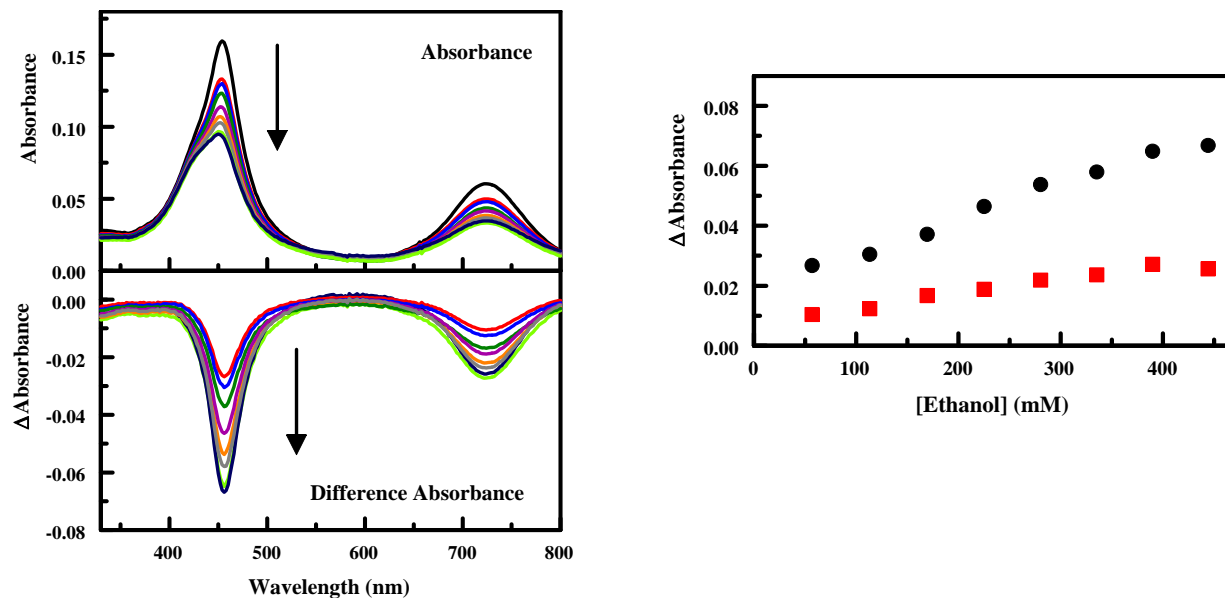 Absorbance
0.15
0.10
0.05
0.00
Absorbance
ΔAbsorbance
0.00
-0.02
-0.04
-0.06
-0.08
Difference Absorbance
400 500 600 700 800
Wavelength (nm)
ΔAbsorbance
0.08
0.06
0.04
0.02
0.00
0 100 200 300 400
[Ethanol] (mM)